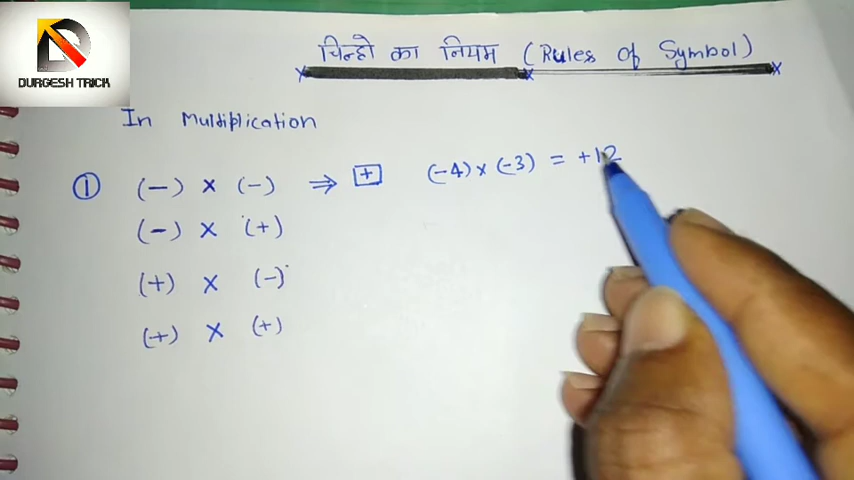 DURGESH TRICK
चिन्हो का नियम (Rules of Symbol)
In Multiplication
① (-) x (-) ⇒ + (-4) x (-3) = +12
(-) x (+)
(+) x (-)
(+) x (+)